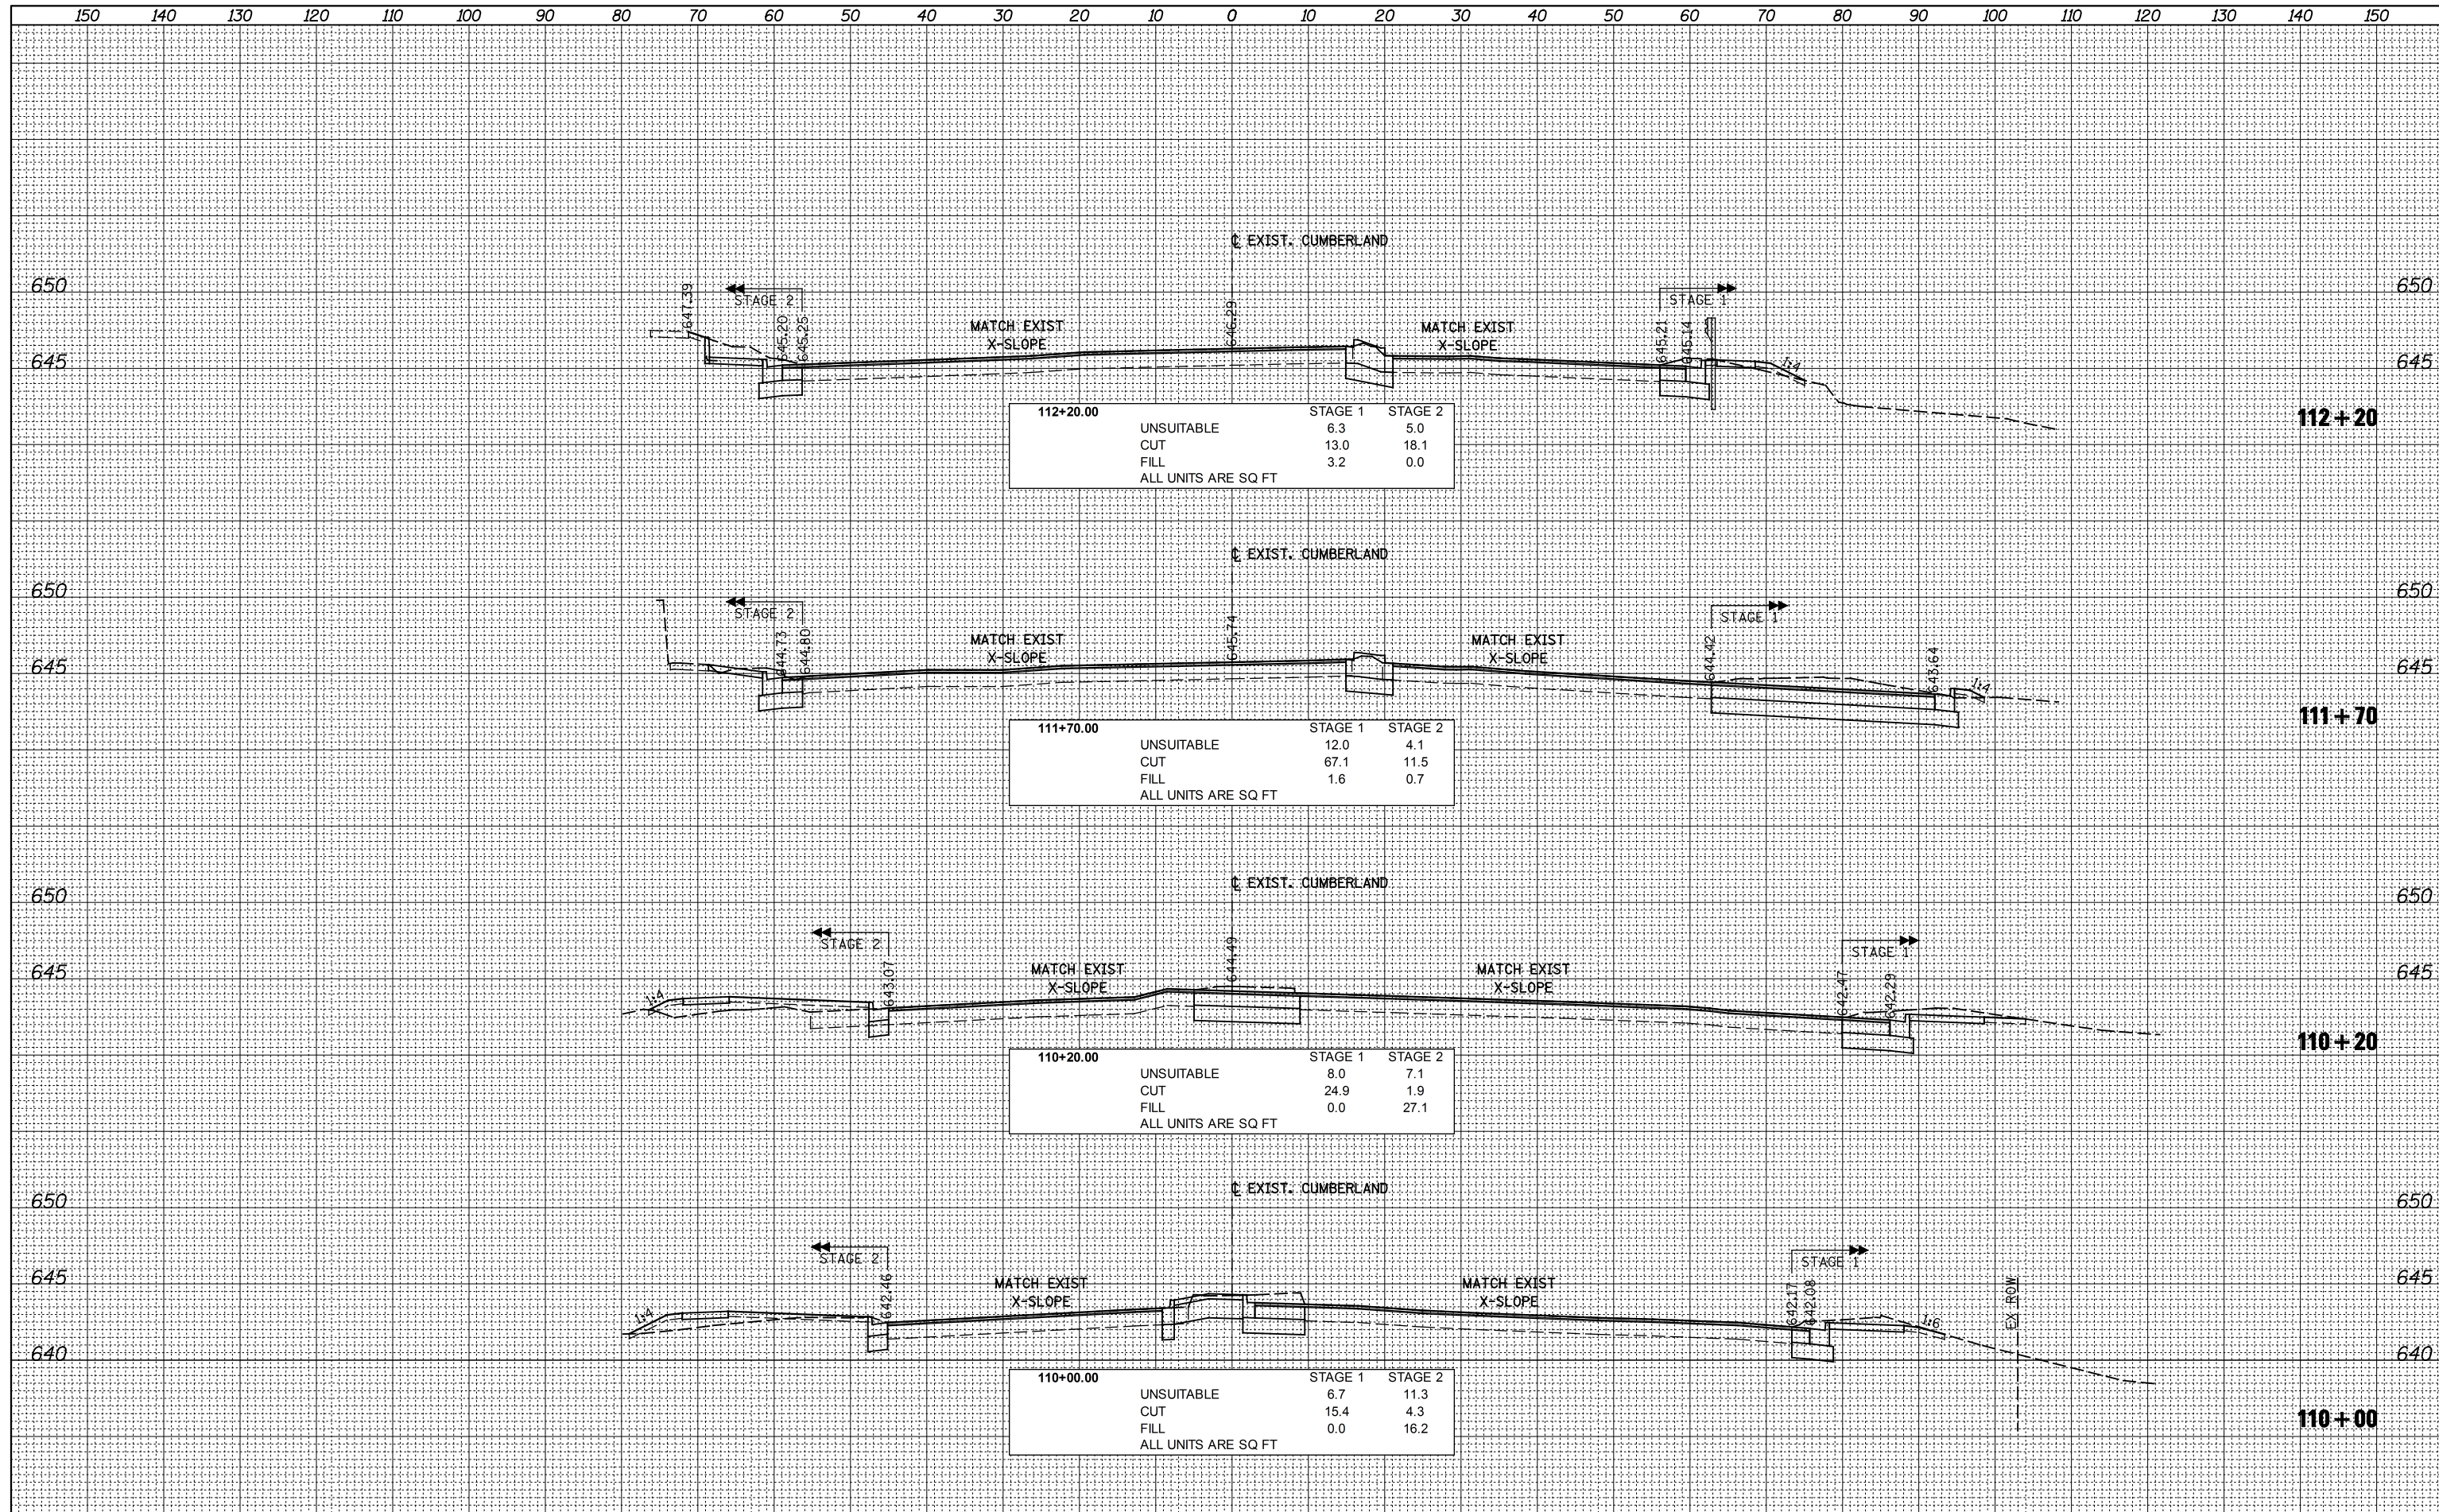 150 140 130 120 110 100 90 80 70 60 50 40 30 20 10 0 10 20 30 40 50 60 70 80 90 100 110 120 130 140 150
℄ EXIST. CUMBERLAND
650 650
647.39
STAGE 2
STAGE 1
645.20
645.25
MATCH EXIST
X-SLOPE
646.29
MATCH EXIST
X-SLOPE
645.21
645.14
1:4
645 645
112+20.00 STAGE 1 STAGE 2
UNSUITABLE 6.3 5.0
CUT 13.0 18.1
FILL 3.2 0.0
ALL UNITS ARE SQ FT
112+20
℄ EXIST. CUMBERLAND
650 650
STAGE 2
STAGE 1
644.73
644.80
MATCH EXIST
X-SLOPE
645.74
MATCH EXIST
X-SLOPE
644.42
643.64
1:4
645 645
111+70.00 STAGE 1 STAGE 2
UNSUITABLE 12.0 4.1
CUT 67.1 11.5
FILL 1.6 0.7
ALL UNITS ARE SQ FT
111+70
℄ EXIST. CUMBERLAND
650 650
STAGE 2
STAGE 1
1:4
643.07
MATCH EXIST
X-SLOPE
644.49
MATCH EXIST
X-SLOPE
642.47
642.29
645 645
110+20.00 STAGE 1 STAGE 2
UNSUITABLE 8.0 7.1
CUT 24.9 1.9
FILL 0.0 27.1
ALL UNITS ARE SQ FT
110+20
℄ EXIST. CUMBERLAND
650 650
STAGE 2
STAGE 1
645 645
1:4
642.46
MATCH EXIST
X-SLOPE
MATCH EXIST
X-SLOPE
642.17
642.08
1:6
EX ROW
640 640
110+00.00 STAGE 1 STAGE 2
UNSUITABLE 6.7 11.3
CUT 15.4 4.3
FILL 0.0 16.2
ALL UNITS ARE SQ FT
110+00